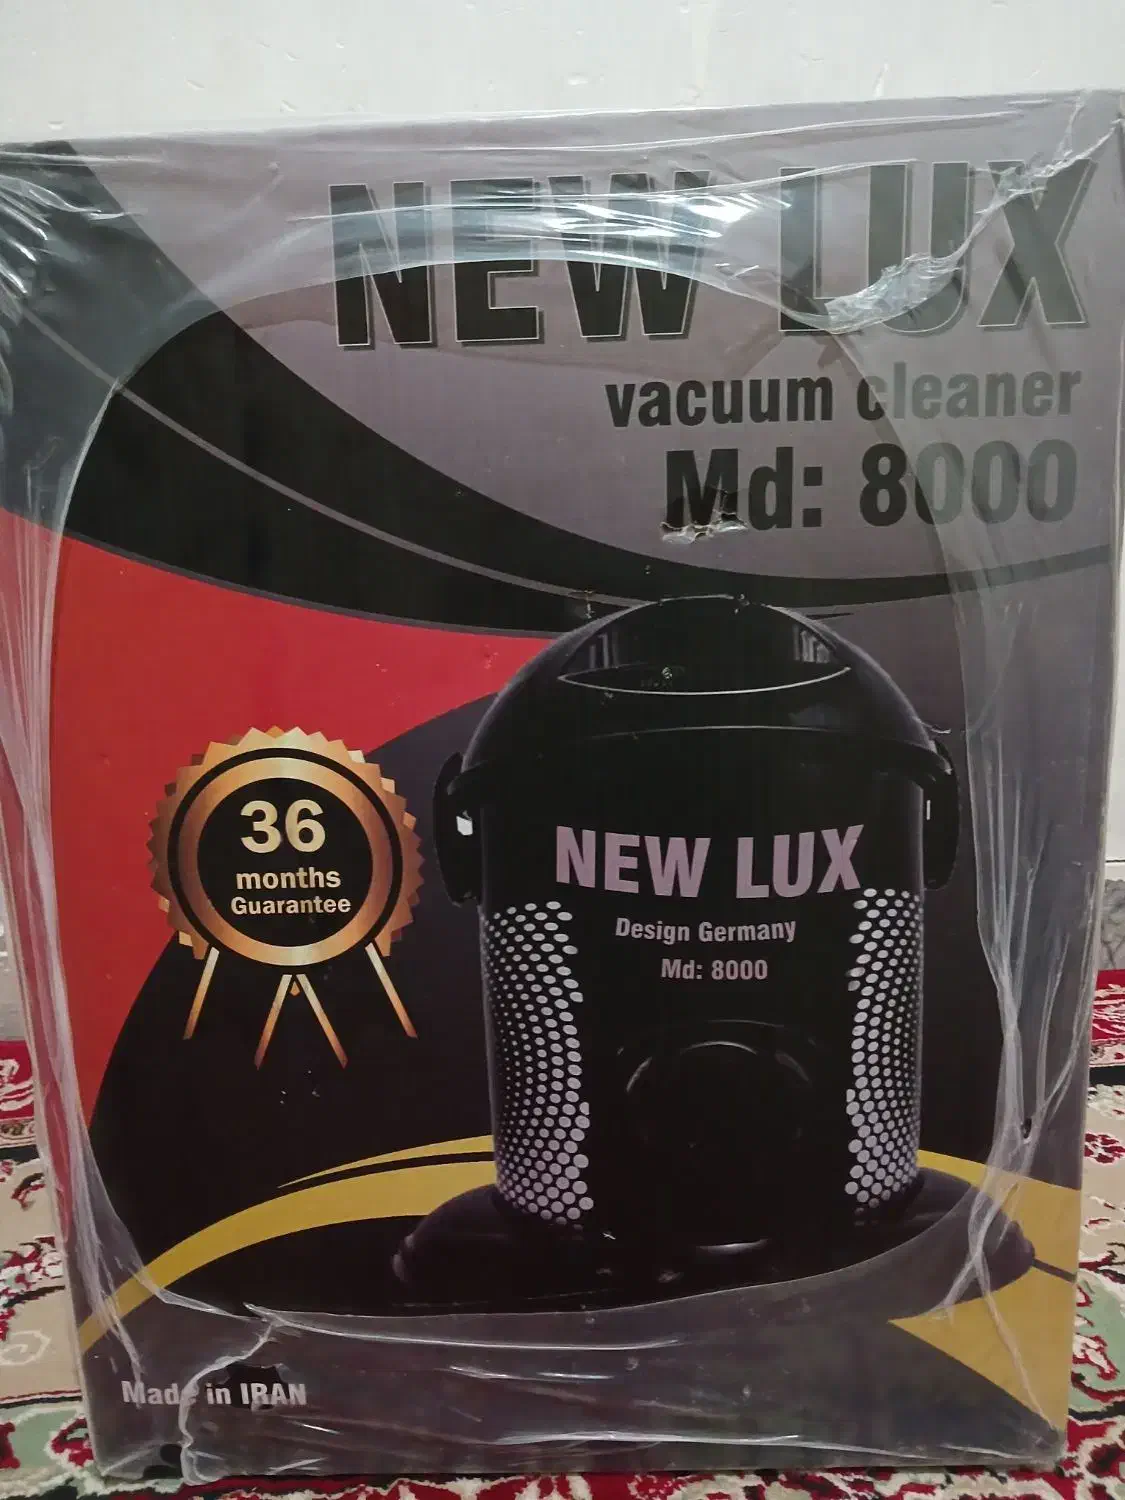 NEW LUX
vacuum cleaner
Md: 8000
36
months
Guarantee
NEW LUX
Design Germany
Md: 8000
Made in IRAN